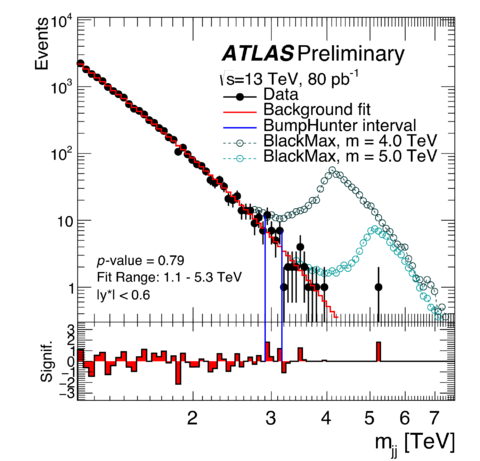 Events
10⁴
10³
10²
10
1
ATLAS Preliminary
√s=13 TeV, 80 pb⁻¹
Data
Background fit
BumpHunter interval
BlackMax, m = 4.0 TeV
BlackMax, m = 5.0 TeV
p-value = 0.79
Fit Range: 1.1 - 5.3 TeV
|y*| < 0.6
Signif.
3
2
1
0
-1
-2
-3
2 3 4 5 6 7
mjj [TeV]